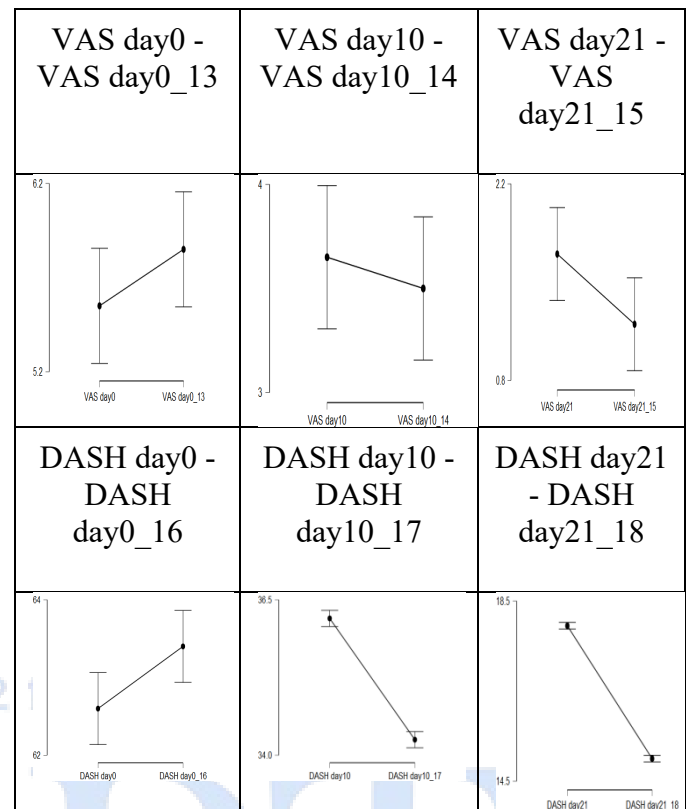 VAS day0 -
VAS day0_13
VAS day10 -
VAS day10_14
VAS day21 -
VAS
day21_15
6.2
5.2
VAS day0
VAS day0_13
4
3
VAS day10
VAS day10_14
2.2
0.8
VAS day21
VAS day21_15
DASH day0 -
DASH
day0_16
DASH day10 -
DASH
day10_17
DASH day21
- DASH
day21_18
64
62
DASH day0
DASH day0_16
36.5
34.0
DASH day10
DASH day10_17
18.5
14.5
DASH day21
DASH day21_18